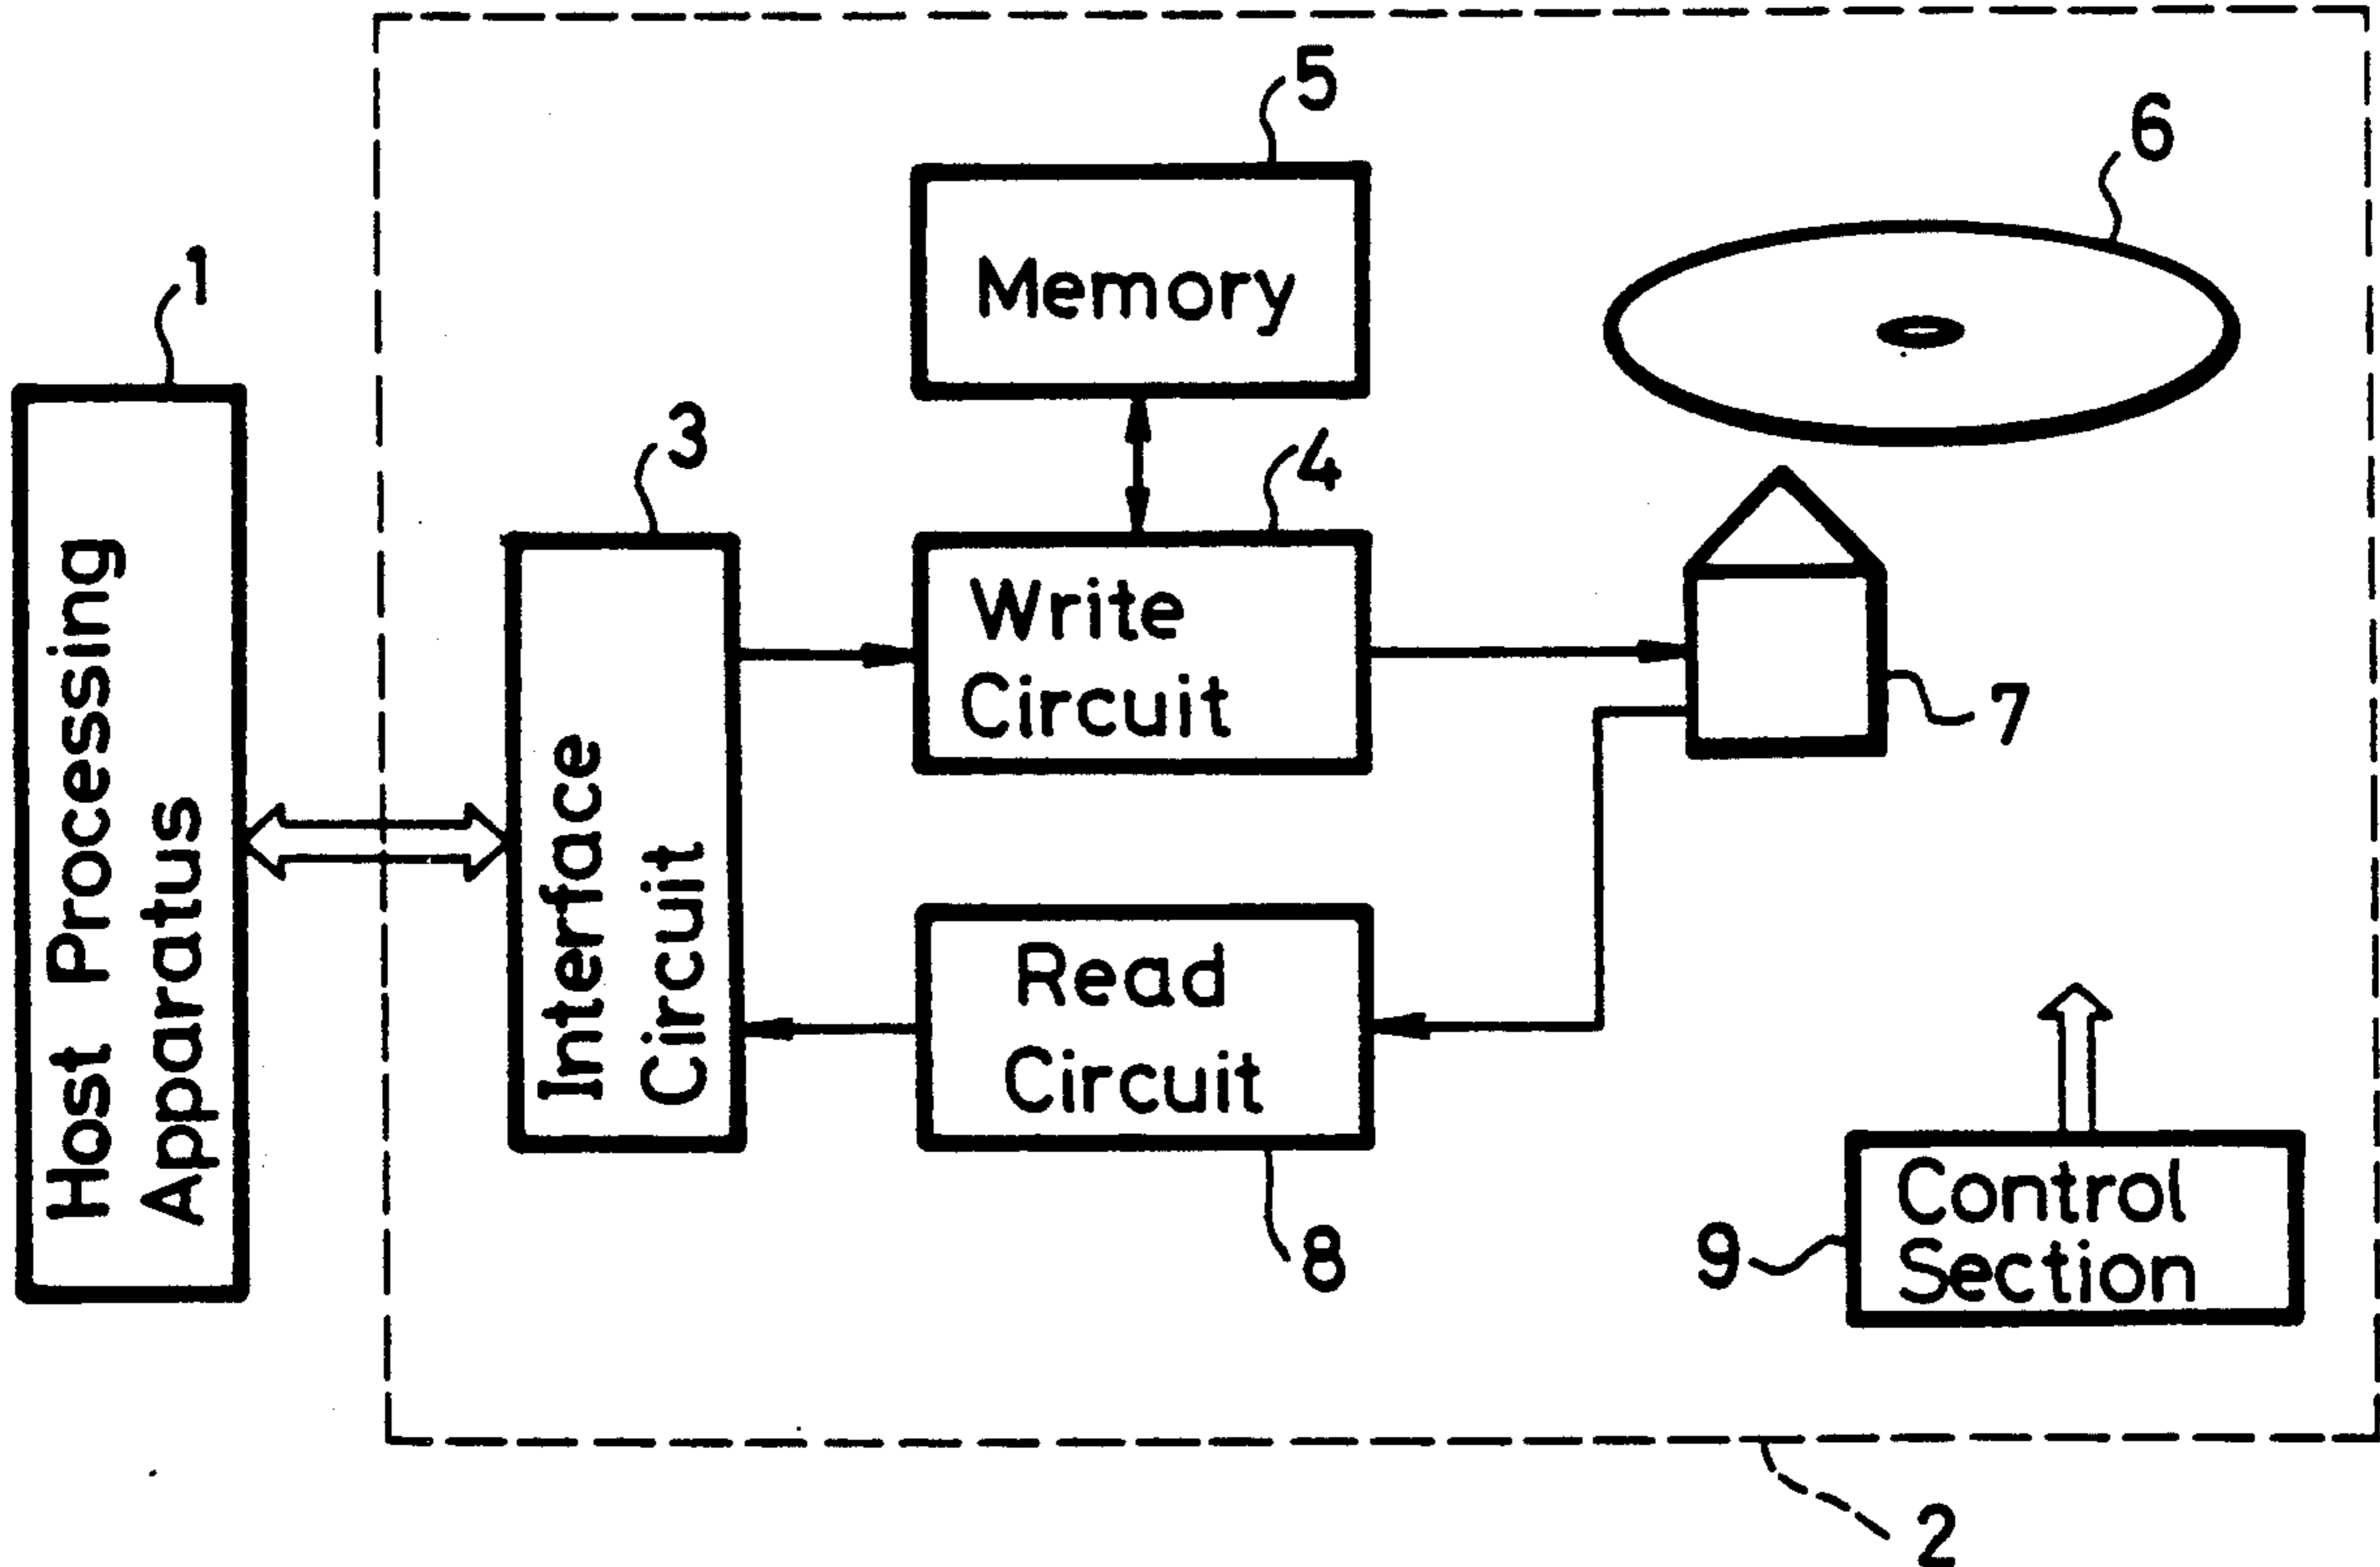 5
6
1
Memory
3
4
Host Processing
Apparatus
Interface
Circuit
Write
Circuit
7
Read
Circuit
8
Control
Section
9
2